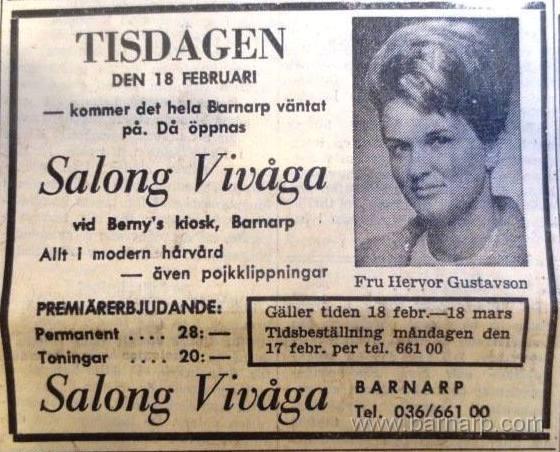 TISDAGEN
DEN 18 FEBRUARI
— kommer det hela Barnarp väntat
på. Då öppnas
Salong Vivåga
vid Berny's kiosk, Barnarp
Allt i modern hårvård
— även pojkklippningar
Fru Hervor Gustavson
PREMIÄRERBJUDANDE:
Permanent .... 28:—
Toningar .... 20:—
Gäller tiden 18 febr.—18 mars
Tidsbeställning måndagen den
17 febr. per tel. 661 00
Salong Vivåga
BARNARP
Tel. 036/661 00
www.barnarp.com